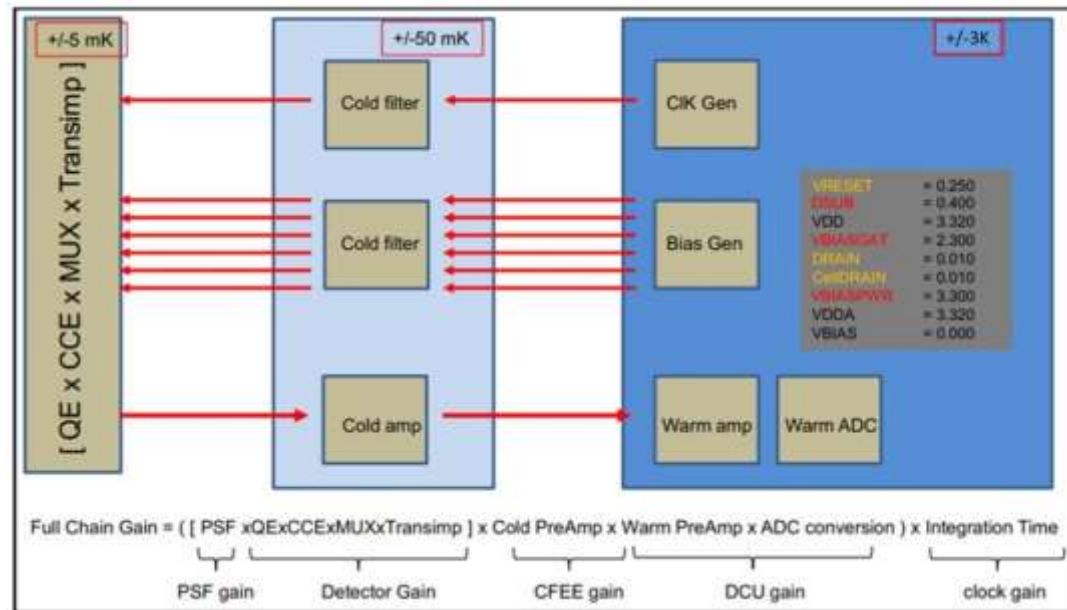 +/-5 mK
[ QE x CCE x MUX x Transimp ]
+/-50 mK
Cold filter
Cold filter
Cold amp
+/-3K
ClK Gen
Bias Gen
VRESET = 0.250
DSUB = 0.400
VDD = 3.320
VBIASGAT = 2.300
DRAIN = 0.010
CellDRAIN = 0.010
VBIASPWR = 3.300
VDDA = 3.320
VBIAS = 0.000
Warm amp
Warm ADC
Full Chain Gain = ( [ PSF xQExCCExMUXxTransimp ] x Cold PreAmp x Warm PreAmp x ADC conversion ) x Integration Time
PSF gain
Detector Gain
CFEE gain
DCU gain
clock gain